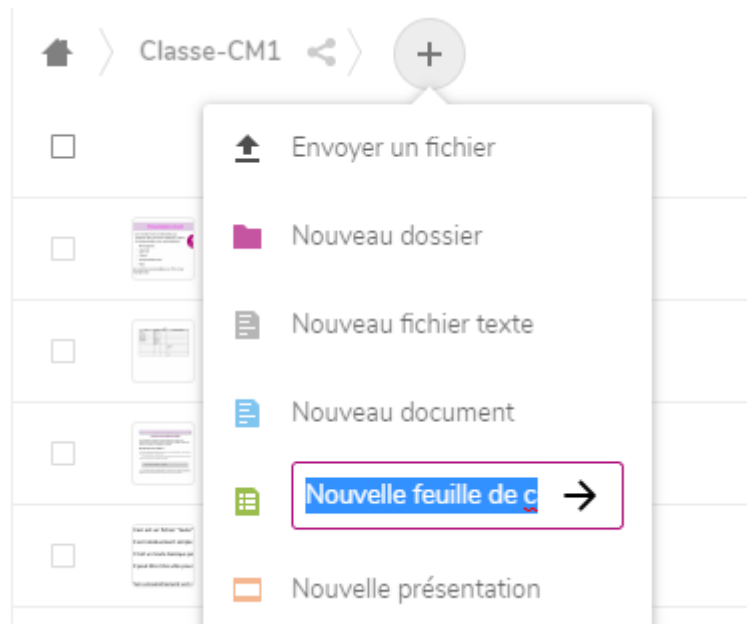 Classe-CM1
Envoyer un fichier
Nouveau dossier
Nouveau fichier texte
Nouveau document
Nouvelle feuille de c
Nouvelle présentation